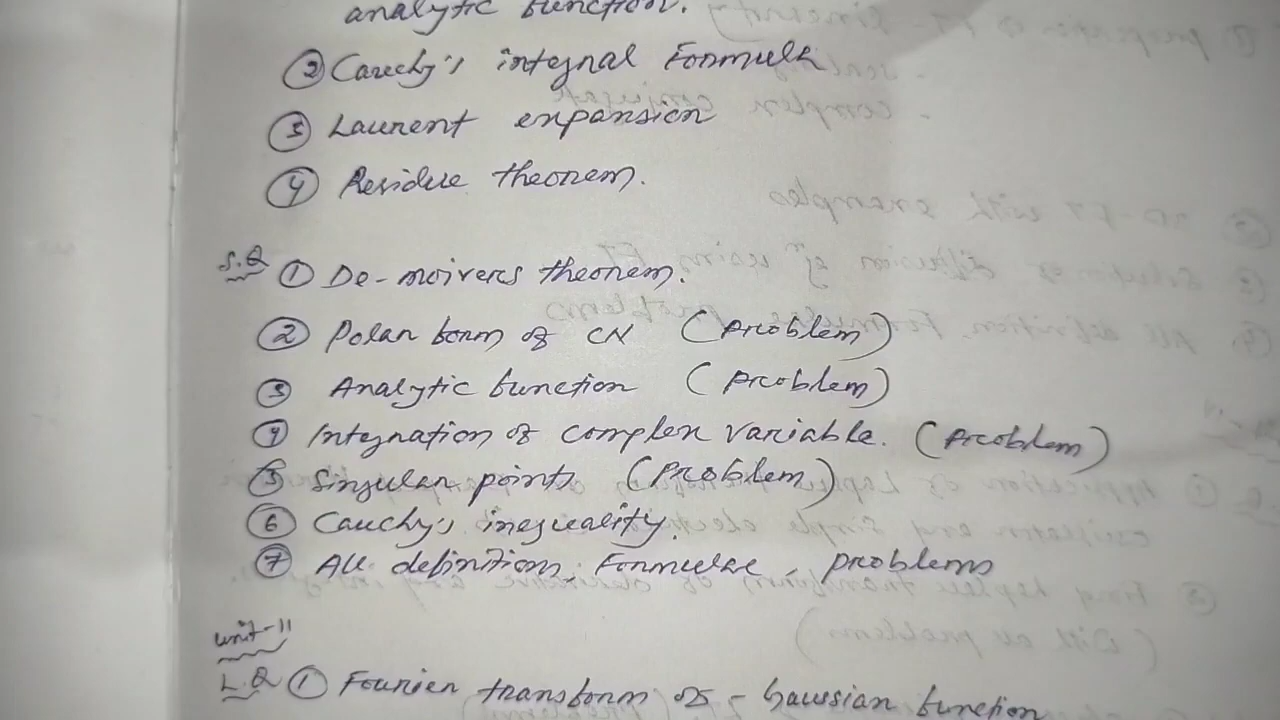 analytic function.
② Cauchy's integral Formula
③ Laurent expansion
④ Residue theorem.
S.Q ① De-moivers theorem.
② Polar form of CN (Problem)
③ Analytic function (Problem)
④ Integration of complex variable. (Problem)
⑤ Singular points (Problem)
⑥ Cauchy's inequality.
⑦ All definition, Formulae, problems
unit-11
L.Q ① Fourier transform of - Gaussian function